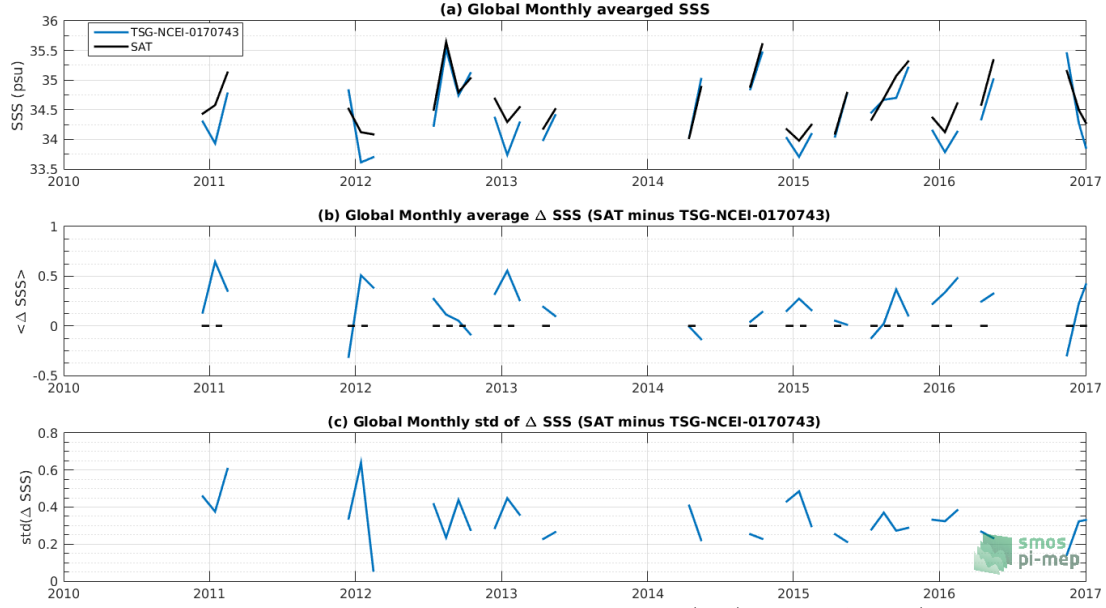 (a) Global Monthly avearged SSS
36
35.5
35
34.5
34
33.5
SSS (psu)
TSG-NCEI-0170743
SAT
2010 2011 2012 2013 2014 2015 2016 2017
(b) Global Monthly average Δ SSS (SAT minus TSG-NCEI-0170743)
1
0.5
0
-0.5
<Δ SSS>
2010 2011 2012 2013 2014 2015 2016 2017
(c) Global Monthly std of Δ SSS (SAT minus TSG-NCEI-0170743)
0.8
0.6
0.4
0.2
0
std(Δ SSS)
smos
pi-mep
2010 2011 2012 2013 2014 2015 2016 2017